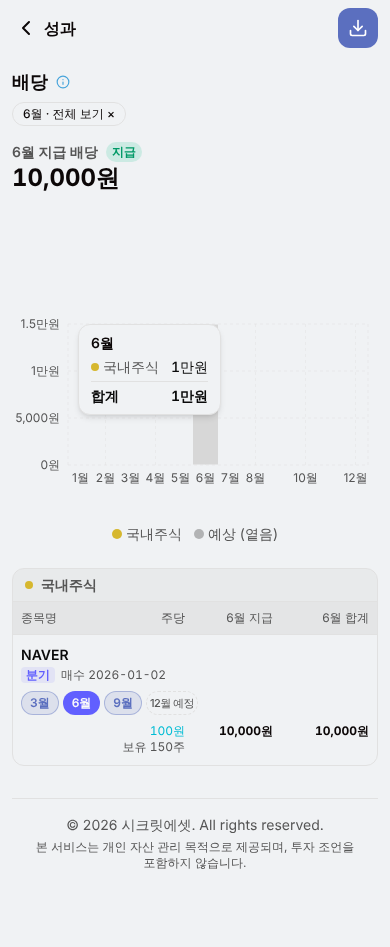 성과
배당
6월 · 전체 보기 ×
6월 지급 배당 지급
10,000원
1.5만원
1만원
5,000원
0원
6월
국내주식 1만원
합계 1만원
1월 2월 3월 4월 5월 6월 7월 8월 10월 12월
국내주식 예상 (옅음)
국내주식
종목명 주당 6월 지급 6월 합계
NAVER
분기 매수 2026-01-02
3월 6월 9월 12월 예정
100원 10,000원 10,000원
보유 150주
© 2026 시크릿에셋. All rights reserved.
본 서비스는 개인 자산 관리 목적으로 제공되며, 투자 조언을
포함하지 않습니다.